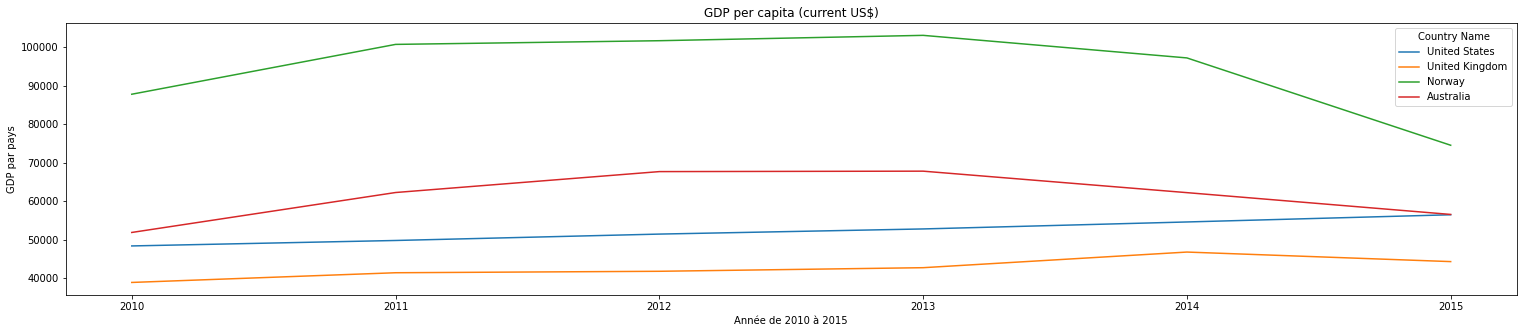 GDP per capita (current US$)
100000
90000
80000
70000
60000
50000
40000
GDP par pays
Country Name
United States
United Kingdom
Norway
Australia
2010
2011
2012
2013
2014
2015
Année de 2010 à 2015